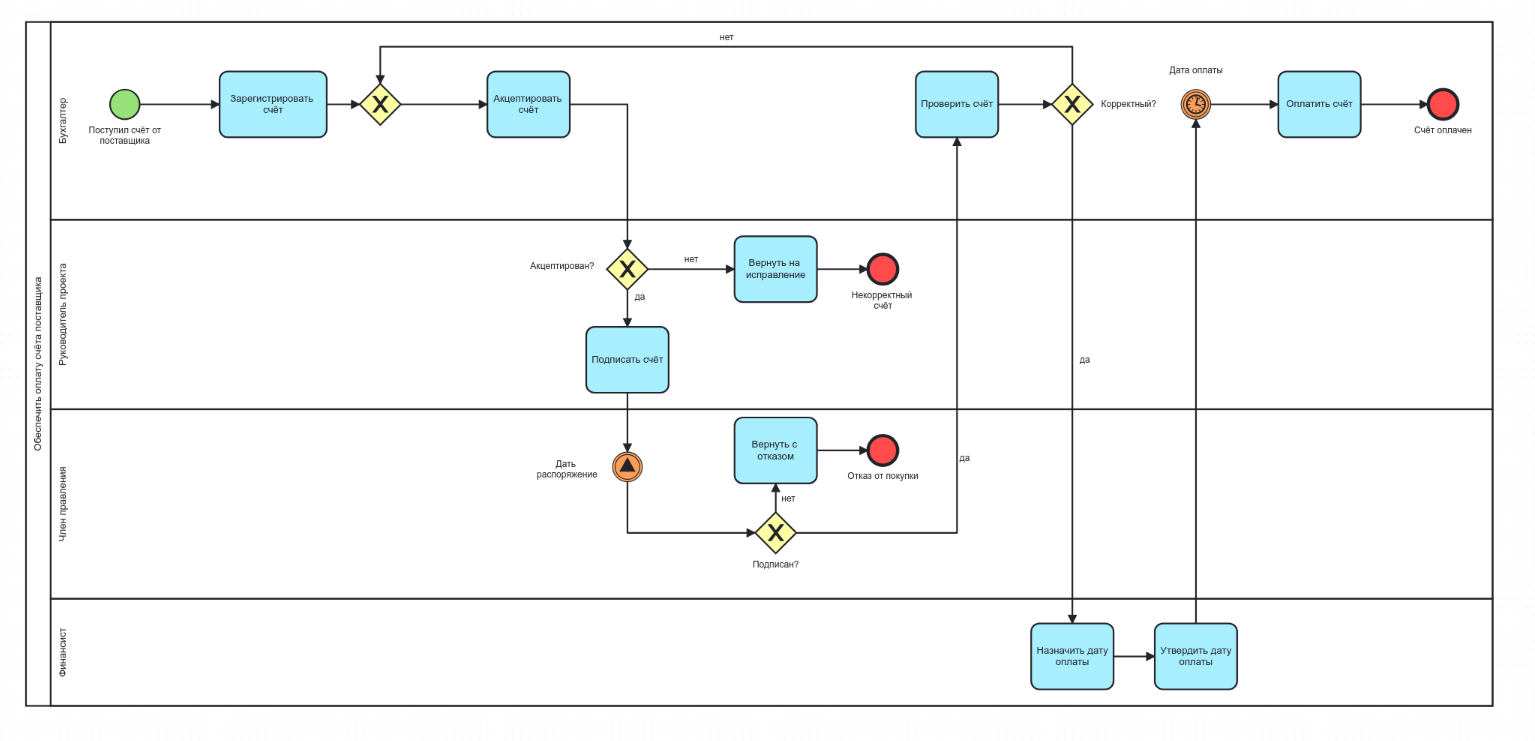 Обеспечить оплату счёта поставщика
Бухгалтер
нет
Поступил счёт от
поставщика
Зарегистрировать
счёт
Акцептировать
счёт
Проверить счёт
Корректный?
Дата оплаты
Оплатить счёт
Счёт оплачен
Руководитель проекта
Акцептирован?
нет
да
Вернуть на
исправление
Некорректный
счёт
Подписать счёт
да
Член правления
Дать
распоряжение
Вернуть с
отказом
Отказ от покупки
нет
да
Подписан?
Финансист
Назначить дату
оплаты
Утвердить дату
оплаты